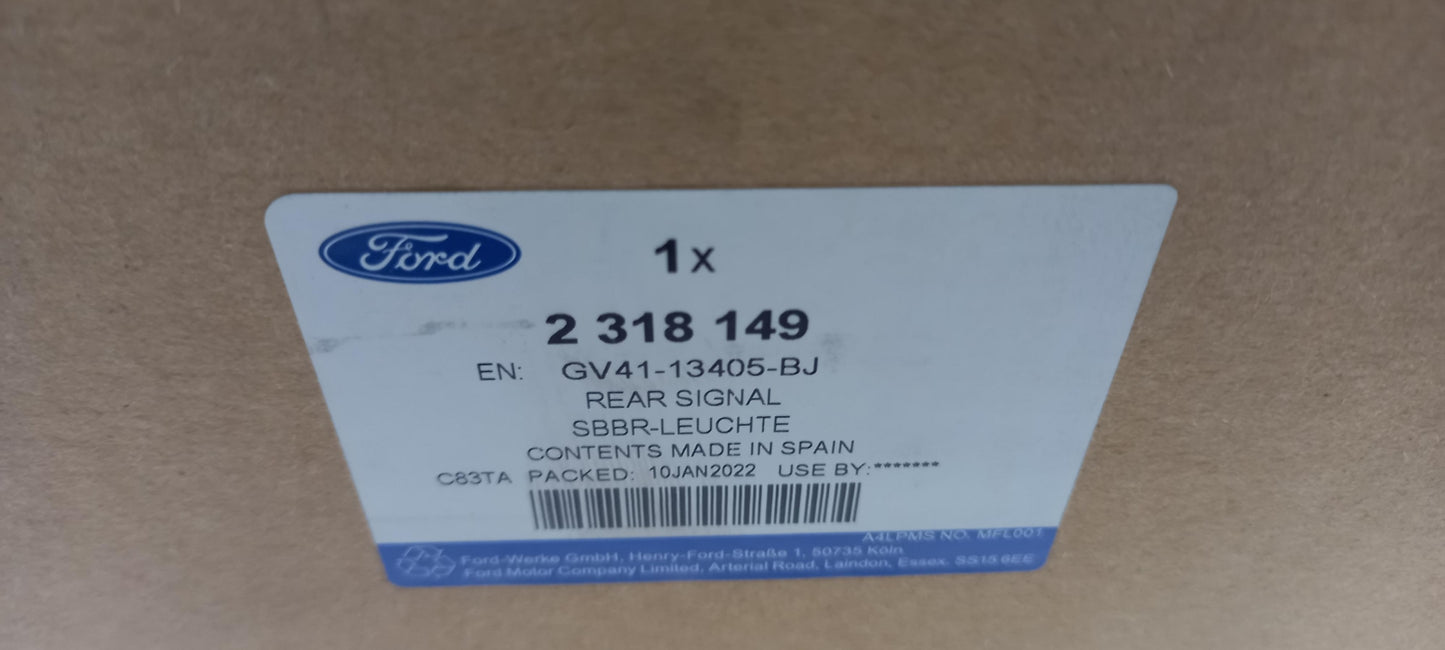 Ford
1x
2 318 149
EN: GV41-13405-BJ
REAR SIGNAL
SBBR-LEUCHTE
CONTENTS MADE IN SPAIN
C83TA PACKED: 10JAN2022 USE BY:*******
A4LPMS NO. MFL001
Ford-Werke GmbH, Henry-Ford-Straße 1, 50735 Köln
Ford Motor Company Limited, Arterial Road, Laindon, Essex. SS15 6EE